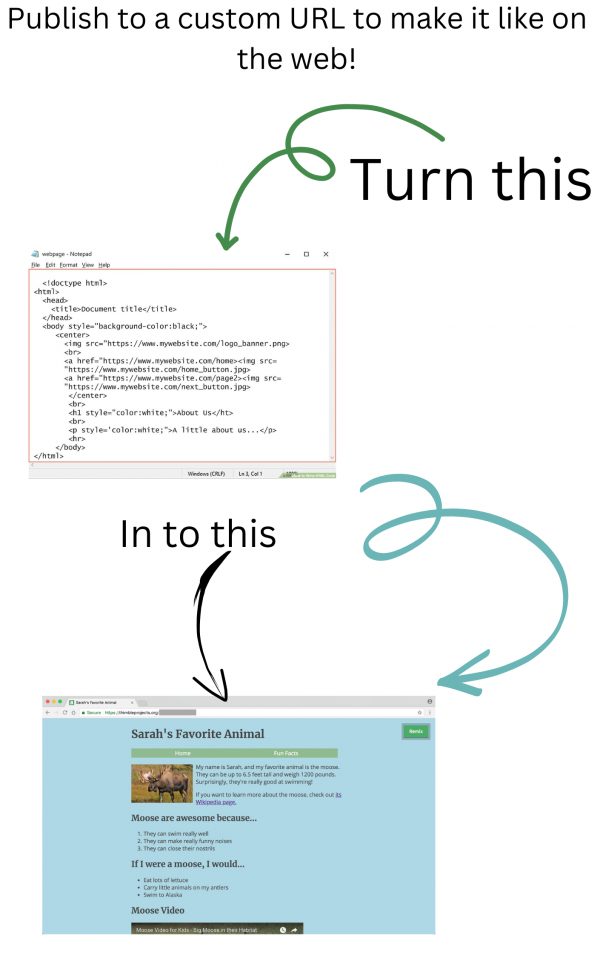 Publish to a custom URL to make it like on
the web!
Turn this
webpage - Notepad
File Edit Format View Help
<!doctype html>
<html>
<head>
<title>Document title</title>
</head>
<body style="background-color:black;">
<center>
<img src="https://www.mywebsite.com/logo_banner.png>
<br>
<a href="https://www.mywebsite.com/home><img src=
"https://www.mywebsite.com/home_button.jpg>
<a href="https://www.mywebsite.com/page2><img src=
"https://www.mywebsite.com/next_button.jpg>
</center>
<br>
<h1 style="color:white;">About Us</ht>
<br>
<p style='color:white;">A little about us...</p>
<hr>
</body>
</html>
Windows (CRLF) Ln 3, Col 1 100%
In to this
Sarah's favorite animal
Secure https://thimbleprojects.org/
Sarah's Favorite Animal
Remix
Home Fun Facts
My name is Sarah, and my favorite animal is the moose.
They can be up to 6.5 feet tall and weigh 1200 pounds.
Surprisingly, they're really good at swimming!
If you want to learn more about the moose, check out its
Wikipedia page.
Moose are awesome because...
1. They can swim really well
2. They can make really funny noises
3. They can close their nostrils
If I were a moose, I would...
• Eat lots of lettuce
• Carry little animals on my antlers
• Swim to Alaska
Moose Video
Moose Video for Kids - Big Moose in their Habitat